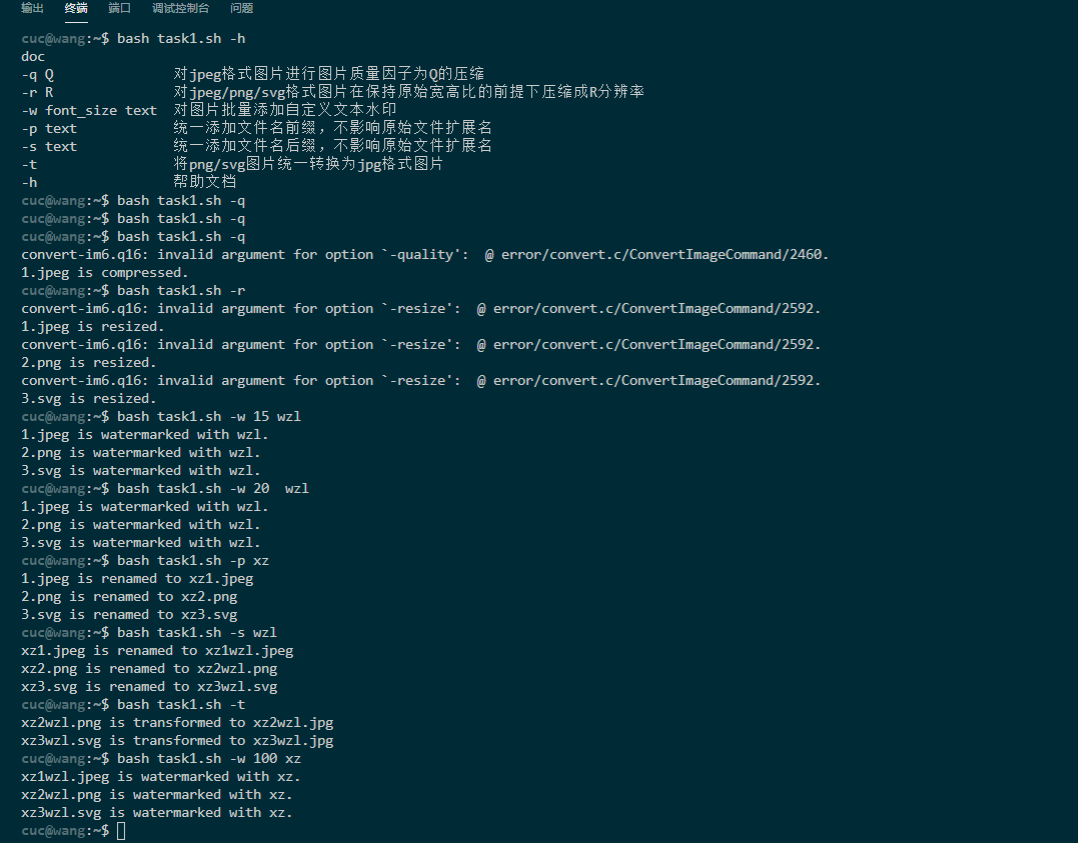 输出 终端 端口 调试控制台 问题
cuc@wang:~$ bash task1.sh -h
doc
-q Q 对jpeg格式图片进行图片质量因子为Q的压缩
-r R 对jpeg/png/svg格式图片在保持原始宽高比的前提下压缩成R分辨率
-w font_size text 对图片批量添加自定义文本水印
-p text 统一添加文件名前缀，不影响原始文件扩展名
-s text 统一添加文件名后缀，不影响原始文件扩展名
-t 将png/svg图片统一转换为jpg格式图片
-h 帮助文档
cuc@wang:~$ bash task1.sh -q
cuc@wang:~$ bash task1.sh -q
cuc@wang:~$ bash task1.sh -q
convert-im6.q16: invalid argument for option `-quality': @ error/convert.c/ConvertImageCommand/2460.
1.jpeg is compressed.
cuc@wang:~$ bash task1.sh -r
convert-im6.q16: invalid argument for option `-resize': @ error/convert.c/ConvertImageCommand/2592.
1.jpeg is resized.
convert-im6.q16: invalid argument for option `-resize': @ error/convert.c/ConvertImageCommand/2592.
2.png is resized.
convert-im6.q16: invalid argument for option `-resize': @ error/convert.c/ConvertImageCommand/2592.
3.svg is resized.
cuc@wang:~$ bash task1.sh -w 15 wzl
1.jpeg is watermarked with wzl.
2.png is watermarked with wzl.
3.svg is watermarked with wzl.
cuc@wang:~$ bash task1.sh -w 20  wzl
1.jpeg is watermarked with wzl.
2.png is watermarked with wzl.
3.svg is watermarked with wzl.
cuc@wang:~$ bash task1.sh -p xz
1.jpeg is renamed to xz1.jpeg
2.png is renamed to xz2.png
3.svg is renamed to xz3.svg
cuc@wang:~$ bash task1.sh -s wzl
xz1.jpeg is renamed to xz1wzl.jpeg
xz2.png is renamed to xz2wzl.png
xz3.svg is renamed to xz3wzl.svg
cuc@wang:~$ bash task1.sh -t
xz2wzl.png is transformed to xz2wzl.jpg
xz3wzl.svg is transformed to xz3wzl.jpg
cuc@wang:~$ bash task1.sh -w 100 xz
xz1wzl.jpeg is watermarked with xz.
xz2wzl.png is watermarked with xz.
xz3wzl.svg is watermarked with xz.
cuc@wang:~$